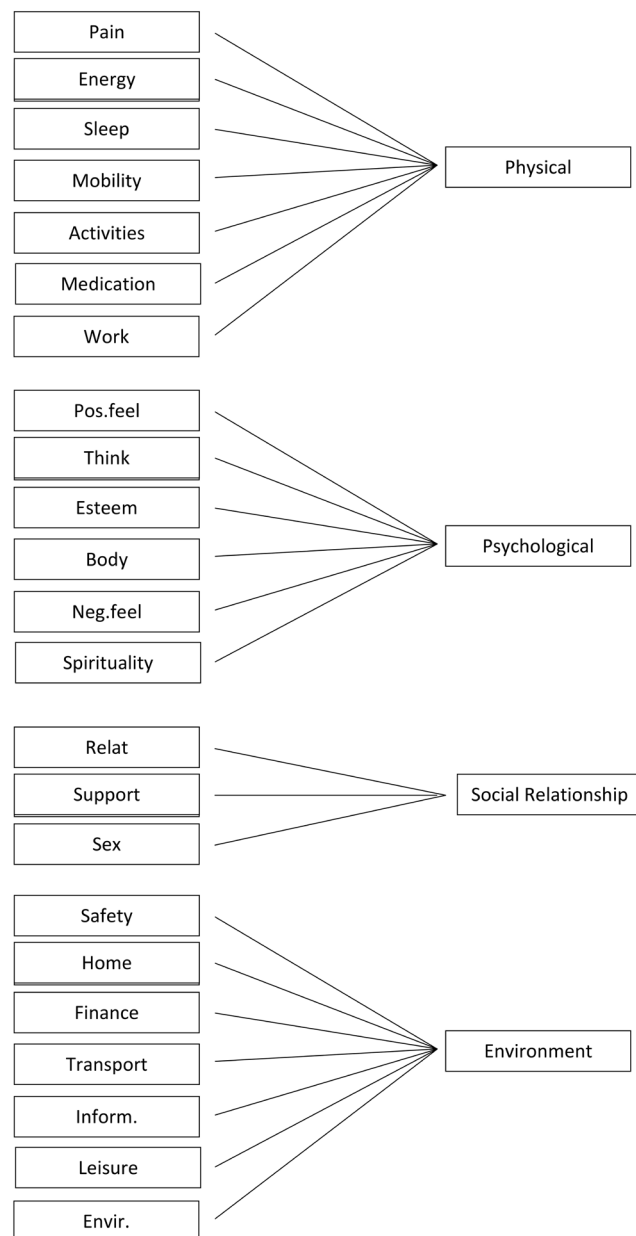 Pain
Energy
Sleep
Mobility
Activities
Medication
Work
Physical
Pos.feel
Think
Esteem
Body
Neg.feel
Spirituality
Psychological
Relat
Support
Sex
Social Relationship
Safety
Home
Finance
Transport
Inform.
Leisure
Envir.
Environment